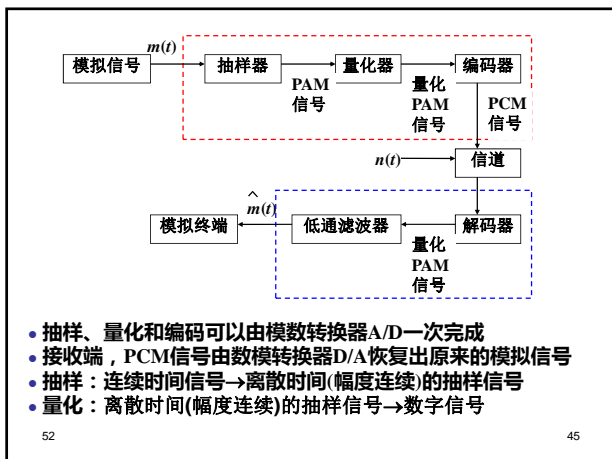 m(t)
模拟信号
抽样器
量化器
编码器
PAM
信号
量化
PAM
信号
PCM
信号
n(t)
信道
^
m(t)
模拟终端
低通滤波器
解码器
量化
PAM
信号
• 抽样、量化和编码可以由模数转换器A/D一次完成
• 接收端，PCM信号由数模转换器D/A恢复出原来的模拟信号
• 抽样：连续时间信号→离散时间(幅度连续)的抽样信号
• 量化：离散时间(幅度连续)的抽样信号→数字信号
52
45